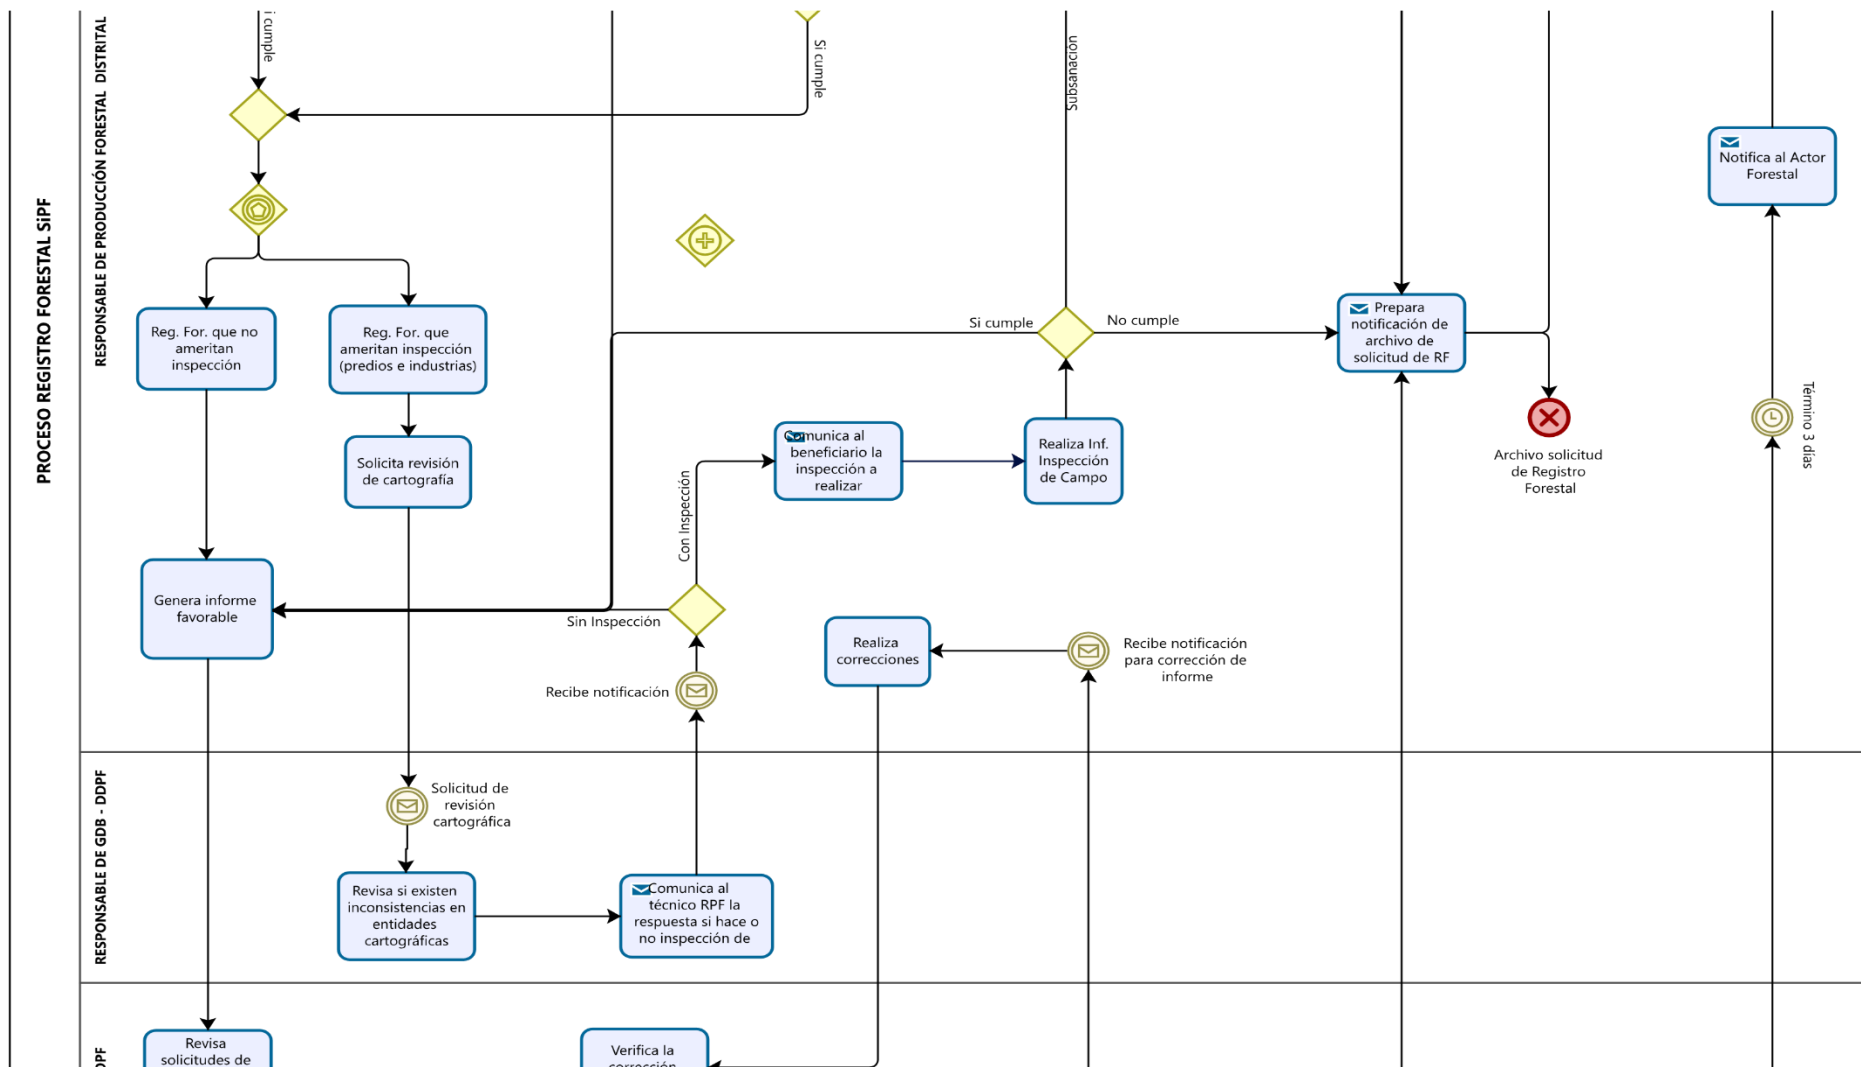 PROCESO REGISTRO FORESTAL SiPF
RESPONSABLE DE PRODUCCIÓN FORESTAL DISTRITAL
i cumple
Si cumple
Subsanación
Notifica al Actor
Forestal
Reg. For. que no
ameritan
inspección
Reg. For. que
ameritan inspección
(predios e industrias)
Si cumple
No cumple
Prepara
notificación de
archivo de
solicitud de RF
Término 3 días
Solicita revisión
de cartografía
Con Inspección
Comunica al
beneficiario la
inspección a
realizar
Realiza Inf.
Inspección
de Campo
Archivo solicitud
de Registro
Forestal
Genera informe
favorable
Sin Inspección
Realiza
correcciones
Recibe notificación
para corrección de
informe
Recibe notificación
RESPONSABLE DE GDB - DDPF
Solicitud de
revisión
cartográfica
Revisa si existen
inconsistencias en
entidades
cartográficas
Comunica al
técnico RPF la
respuesta si hace o
no inspección de
Revisa
solicitudes de
Verifica la
corrección